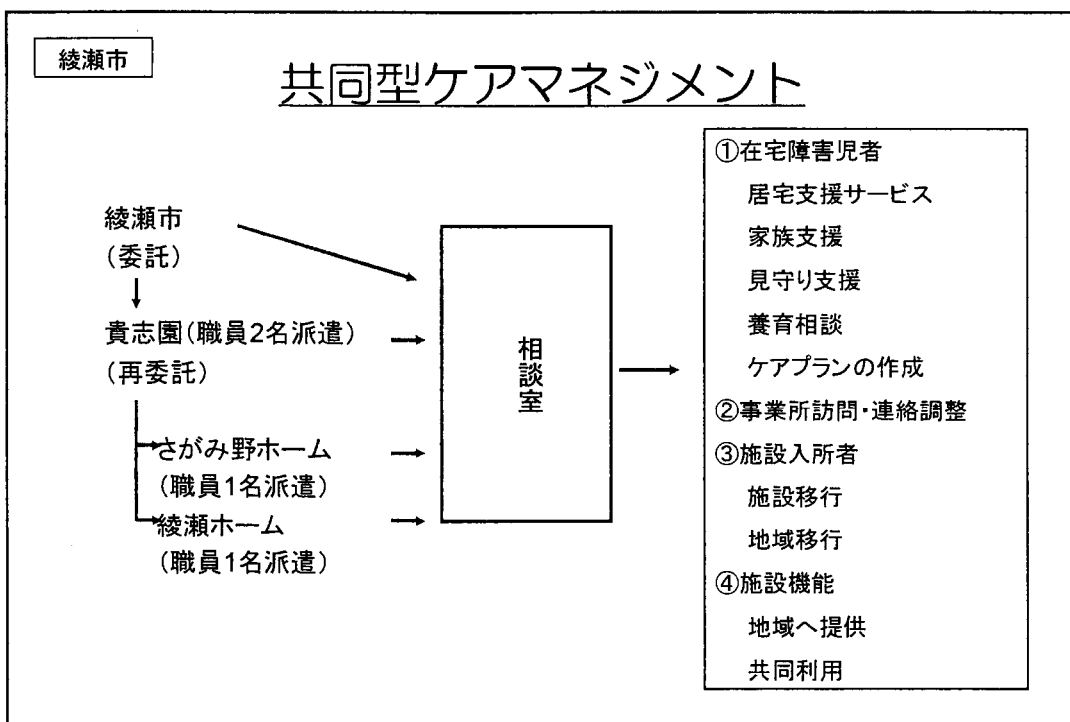 綾瀬市
共同型ケアマネジメント
綾瀬市
(委託)
貴志園(職員2名派遣)
(再委託)
さがみ野ホーム
(職員1名派遣)
綾瀬ホーム
(職員1名派遣)
相談室
①在宅障害児者
居宅支援サービス
家族支援
見守り支援
養育相談
ケアプランの作成
②事業所訪問・連絡調整
③施設入所者
施設移行
地域移行
④施設機能
地域へ提供
共同利用